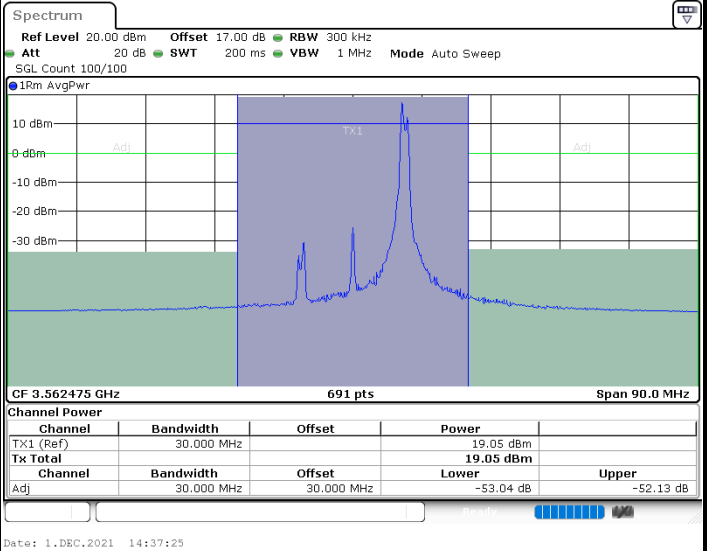 Spectrum
Ref Level 20.00 dBm Offset 17.00 dB RBW 300 kHz
Att 20 dB SWT 200 ms VBW 1 MHz Mode Auto Sweep
SGL Count 100/100
1Rm AvgPwr
10 dBm
TX1
0 dBm
Adj
Adj
-10 dBm
-20 dBm
-30 dBm
CF 3.562475 GHz 691 pts Span 90.0 MHz
Channel Power
Channel Bandwidth Offset Power
TX1 (Ref) 30.000 MHz 19.05 dBm
Tx Total 19.05 dBm
Channel Bandwidth Offset Lower Upper
Adj 30.000 MHz 30.000 MHz -53.04 dB -52.13 dB
Ready
Date: 1.DEC.2021 14:37:25